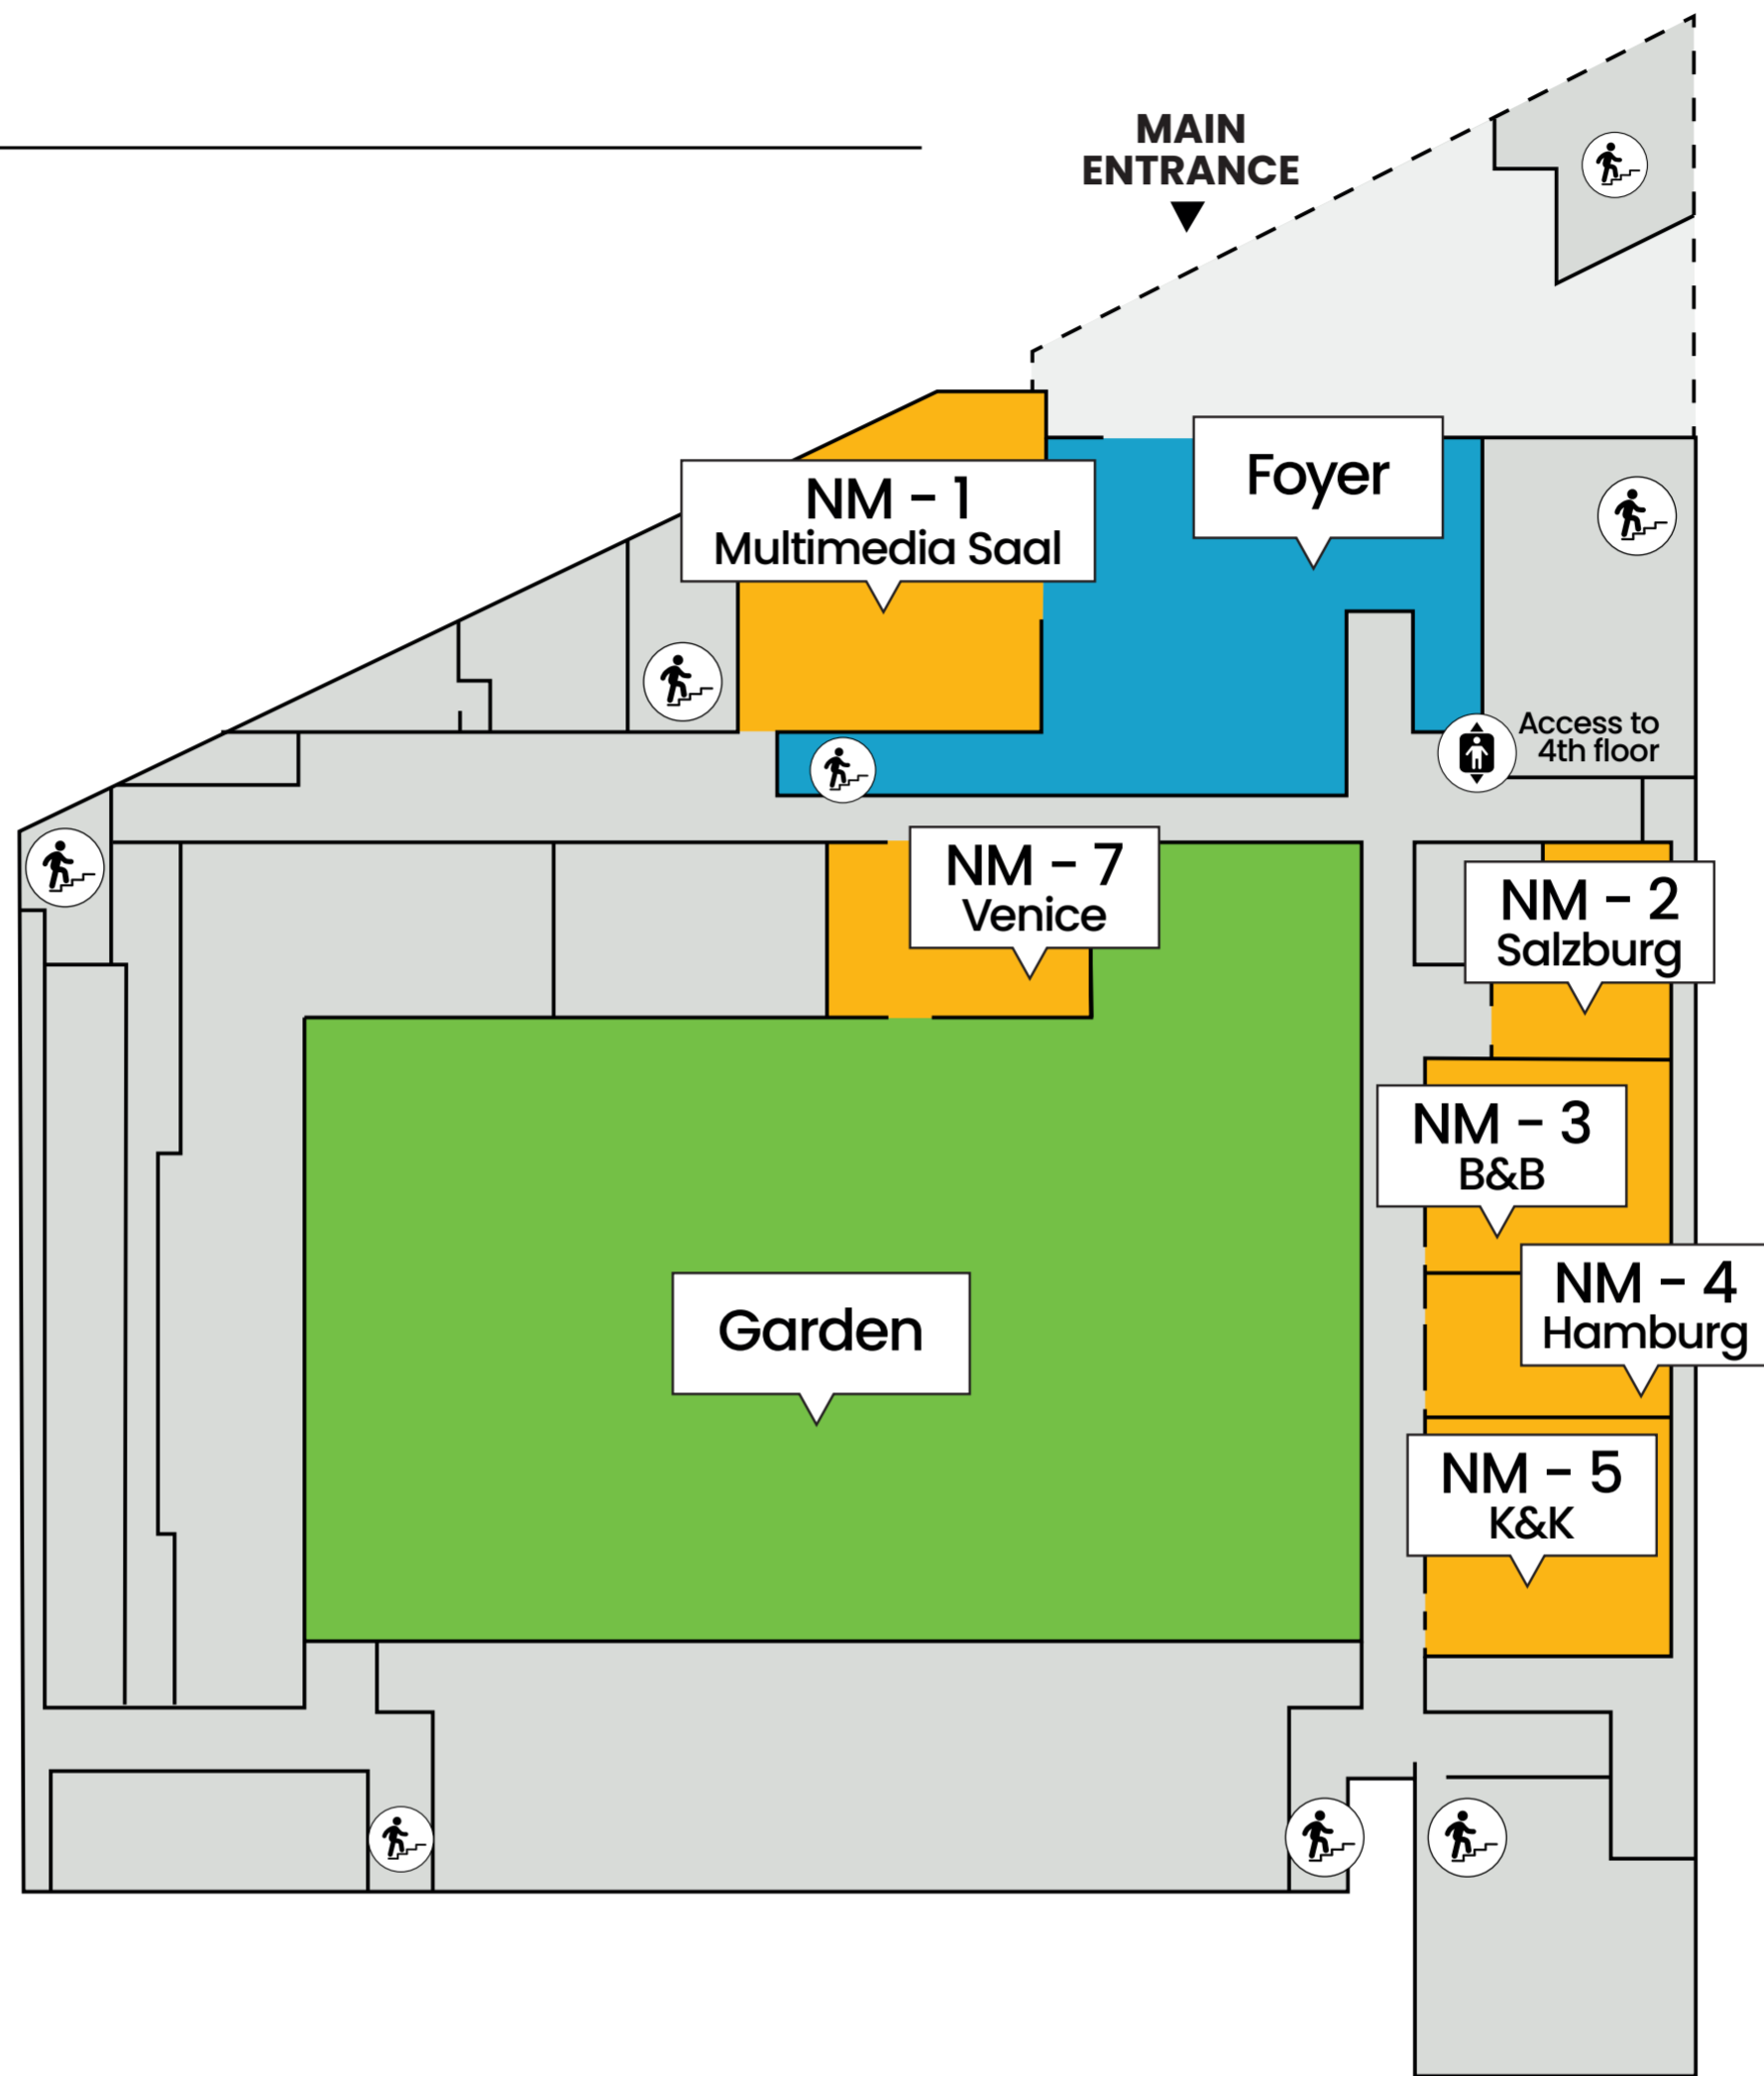 MAIN
ENTRANCE
Foyer
NM - 1
Multimedia Saal
Access to
4th floor
NM - 7
Venice
NM - 2
Salzburg
NM - 3
B&B
NM - 4
Hamburg
Garden
NM - 5
K&K